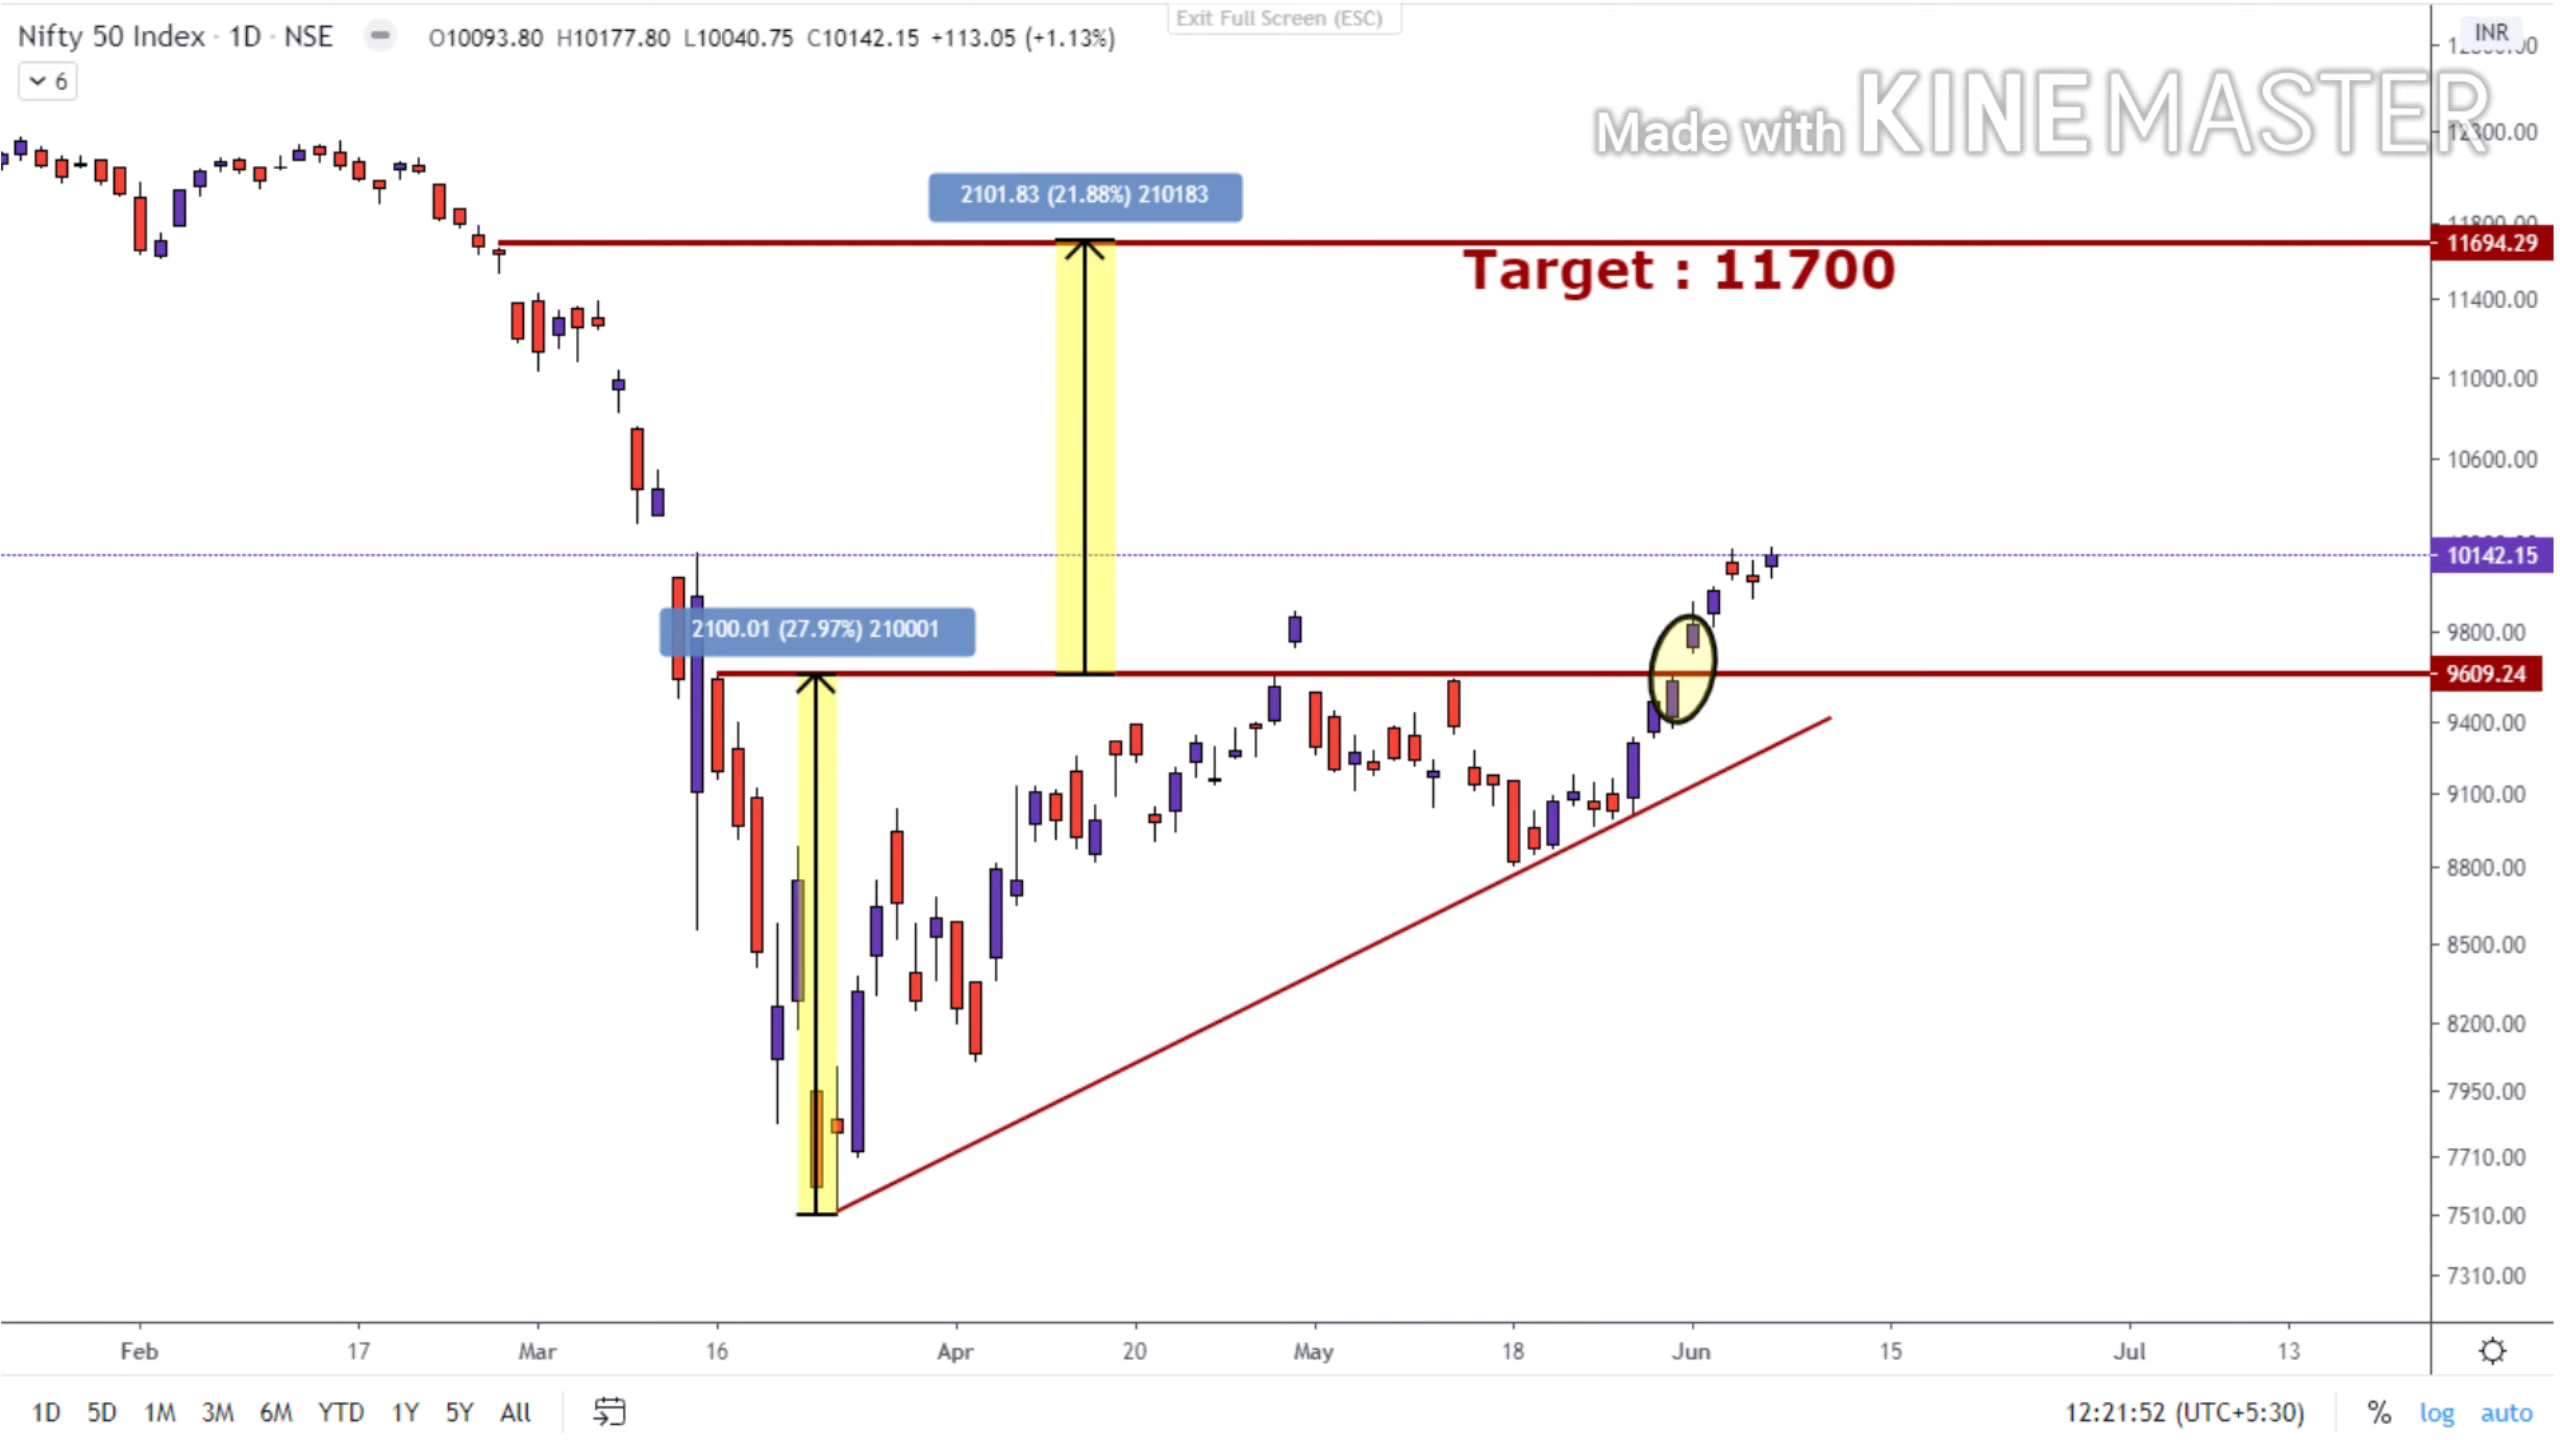 Exit Full Screen (ESC)
Nifty 50 Index · 1D · NSE
O10093.80 H10177.80 L10040.75 C10142.15 +113.05 (+1.13%)
INR
6
Made with KINEMASTER
12300.00
2101.83 (21.88%) 210183
11800.00
11694.29
Target : 11700
11400.00
11000.00
10600.00
10142.15
2100.01 (27.97%) 210001
9800.00
9609.24
9400.00
9100.00
8800.00
8500.00
8200.00
7950.00
7710.00
7510.00
7310.00
Feb 17 Mar 16 Apr 20 May 18 Jun 15 Jul 13
1D 5D 1M 3M 6M YTD 1Y 5Y All
12:21:52 (UTC+5:30) % log auto